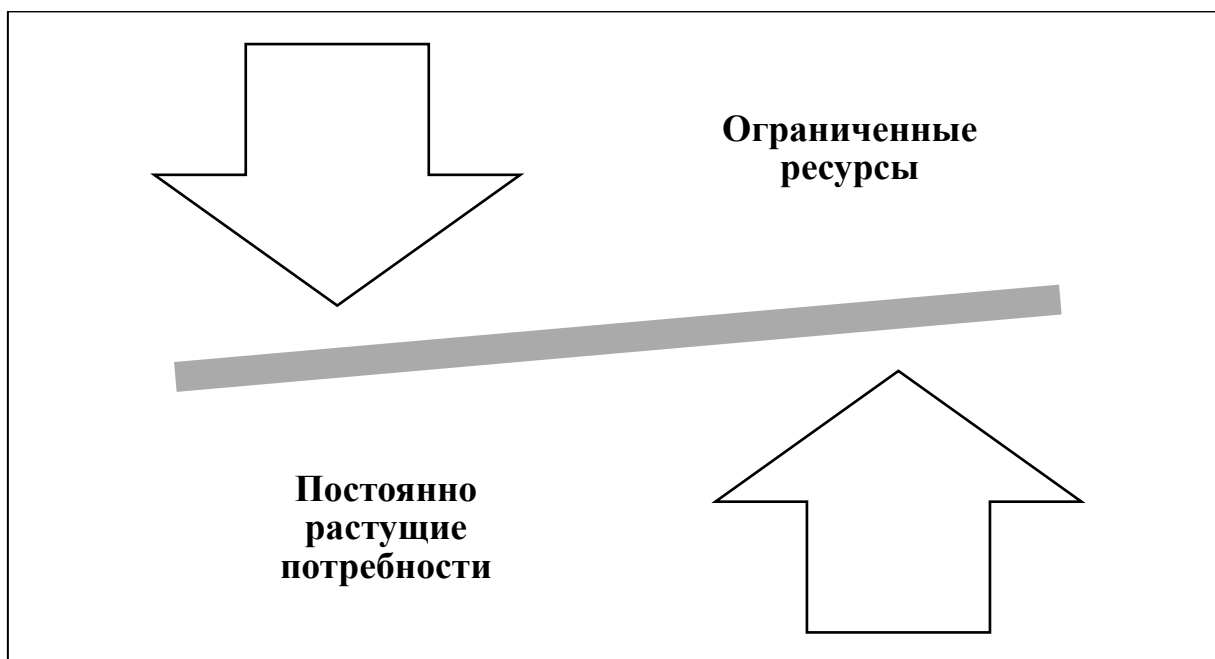 Ограниченные
ресурсы
Постоянно
растущие
потребности